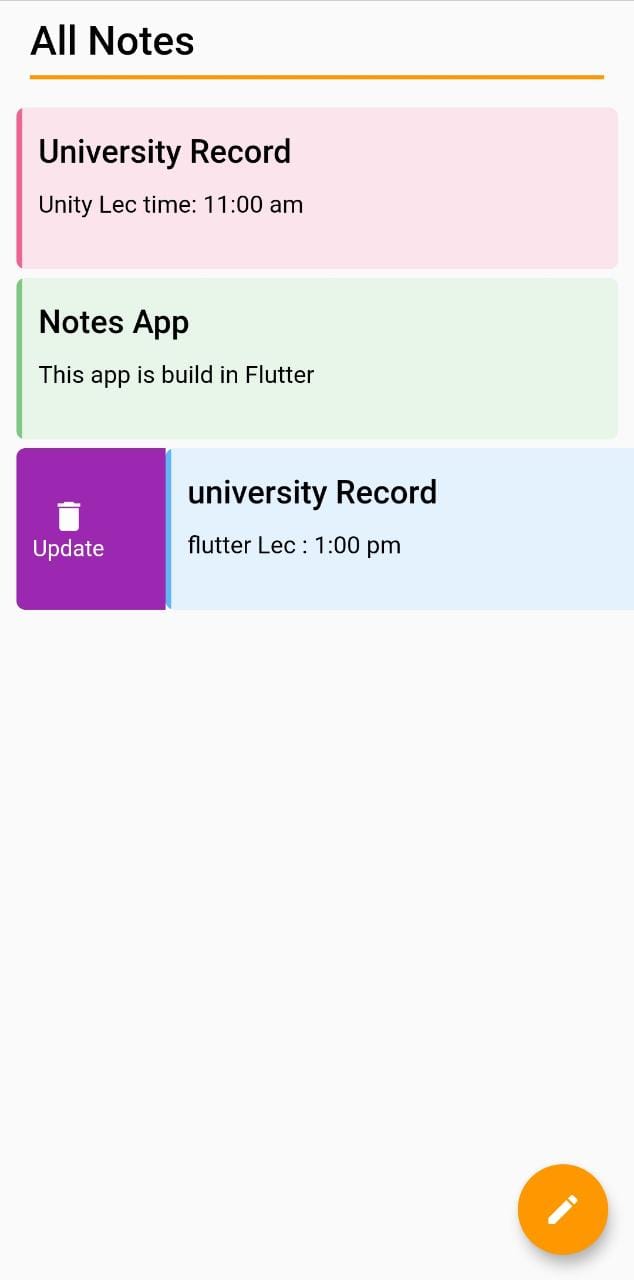 All Notes
University Record
Unity Lec time: 11:00 am
Notes App
This app is build in Flutter
Update
university Record
flutter Lec : 1:00 pm